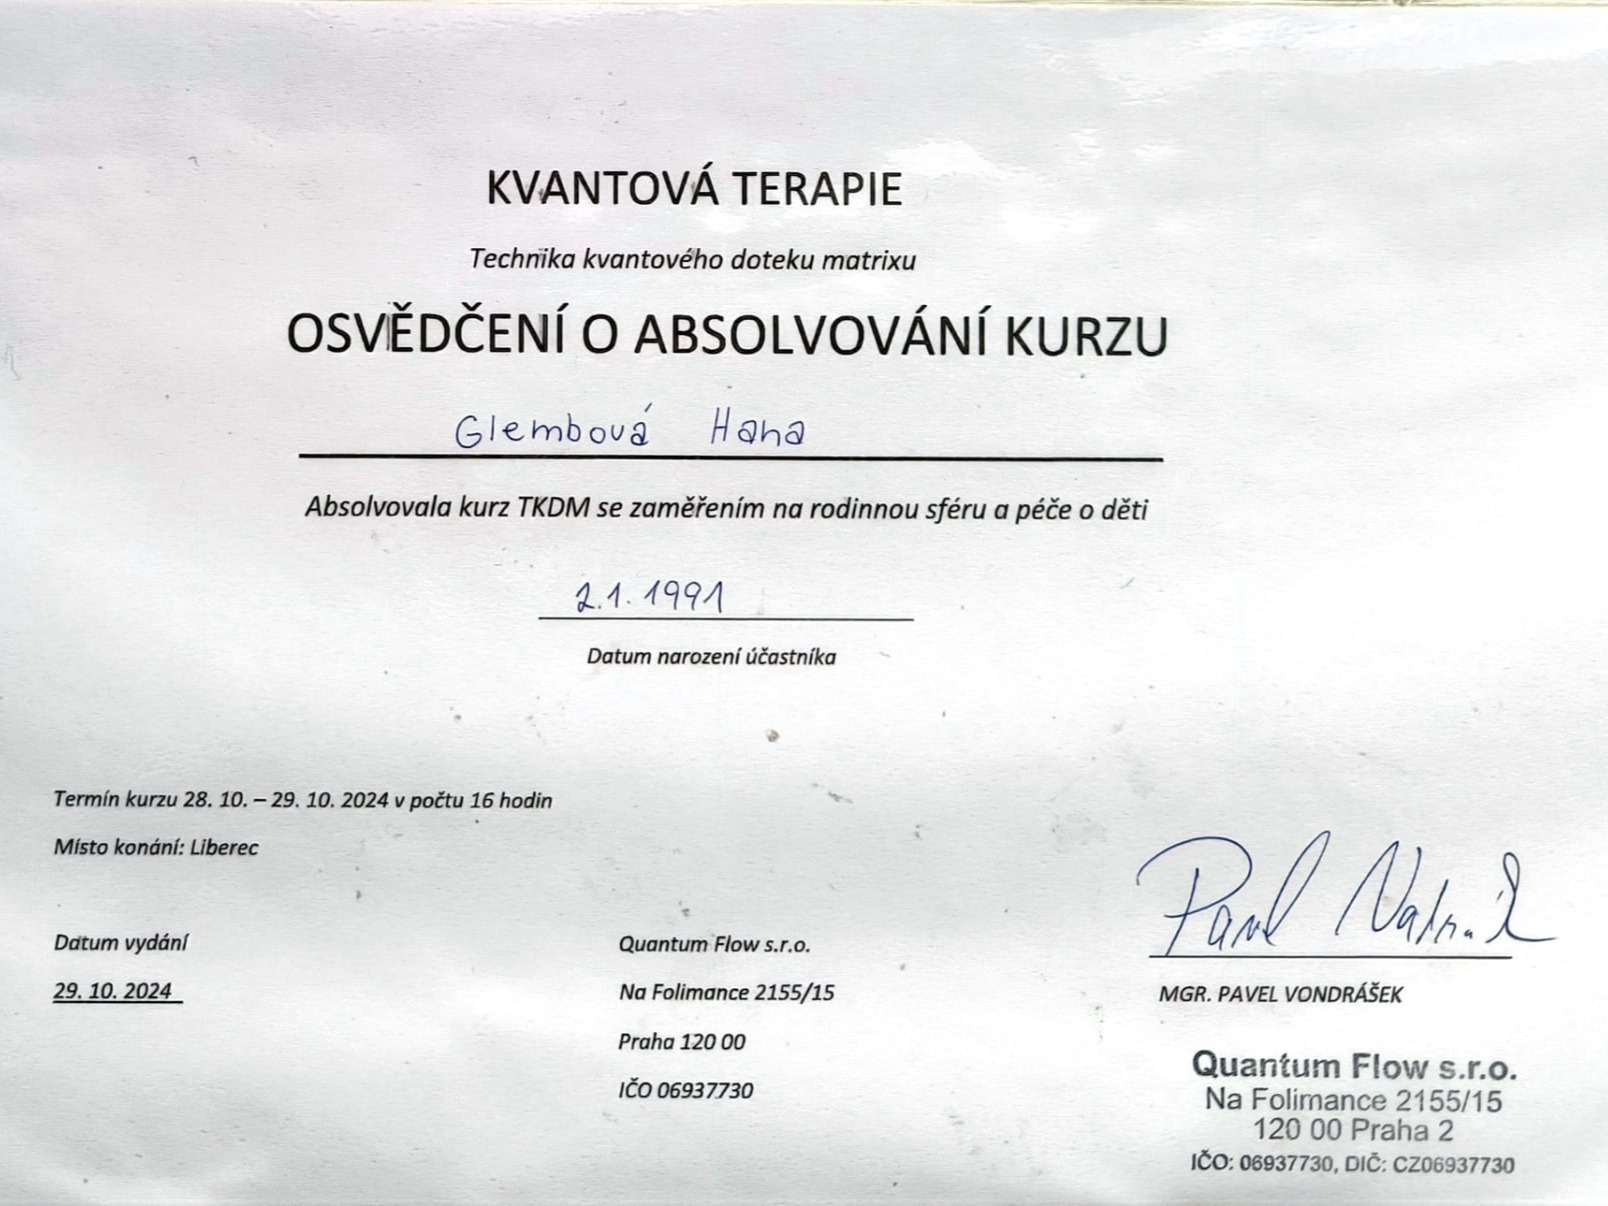 KVANTOVÁ TERAPIE
Technika kvantového doteku matrixu
OSVĚDČENÍ O ABSOLVOVÁNÍ KURZU
Glembová Hana
Absolvovala kurz TKDM se zaměřením na rodinnou sféru a péče o děti
2.1.1991
Datum narození účastníka
Termín kurzu 28. 10. – 29. 10. 2024 v počtu 16 hodin
Místo konání: Liberec
Datum vydání
29. 10. 2024
Quantum Flow s.r.o.
Na Folimance 2155/15
Praha 120 00
IČO 06937730
Pavel
MGR. PAVEL VONDRÁŠEK
Quantum Flow s.r.o.
Na Folimance 2155/15
120 00 Praha 2
IČO: 06937730, DIČ: CZ06937730